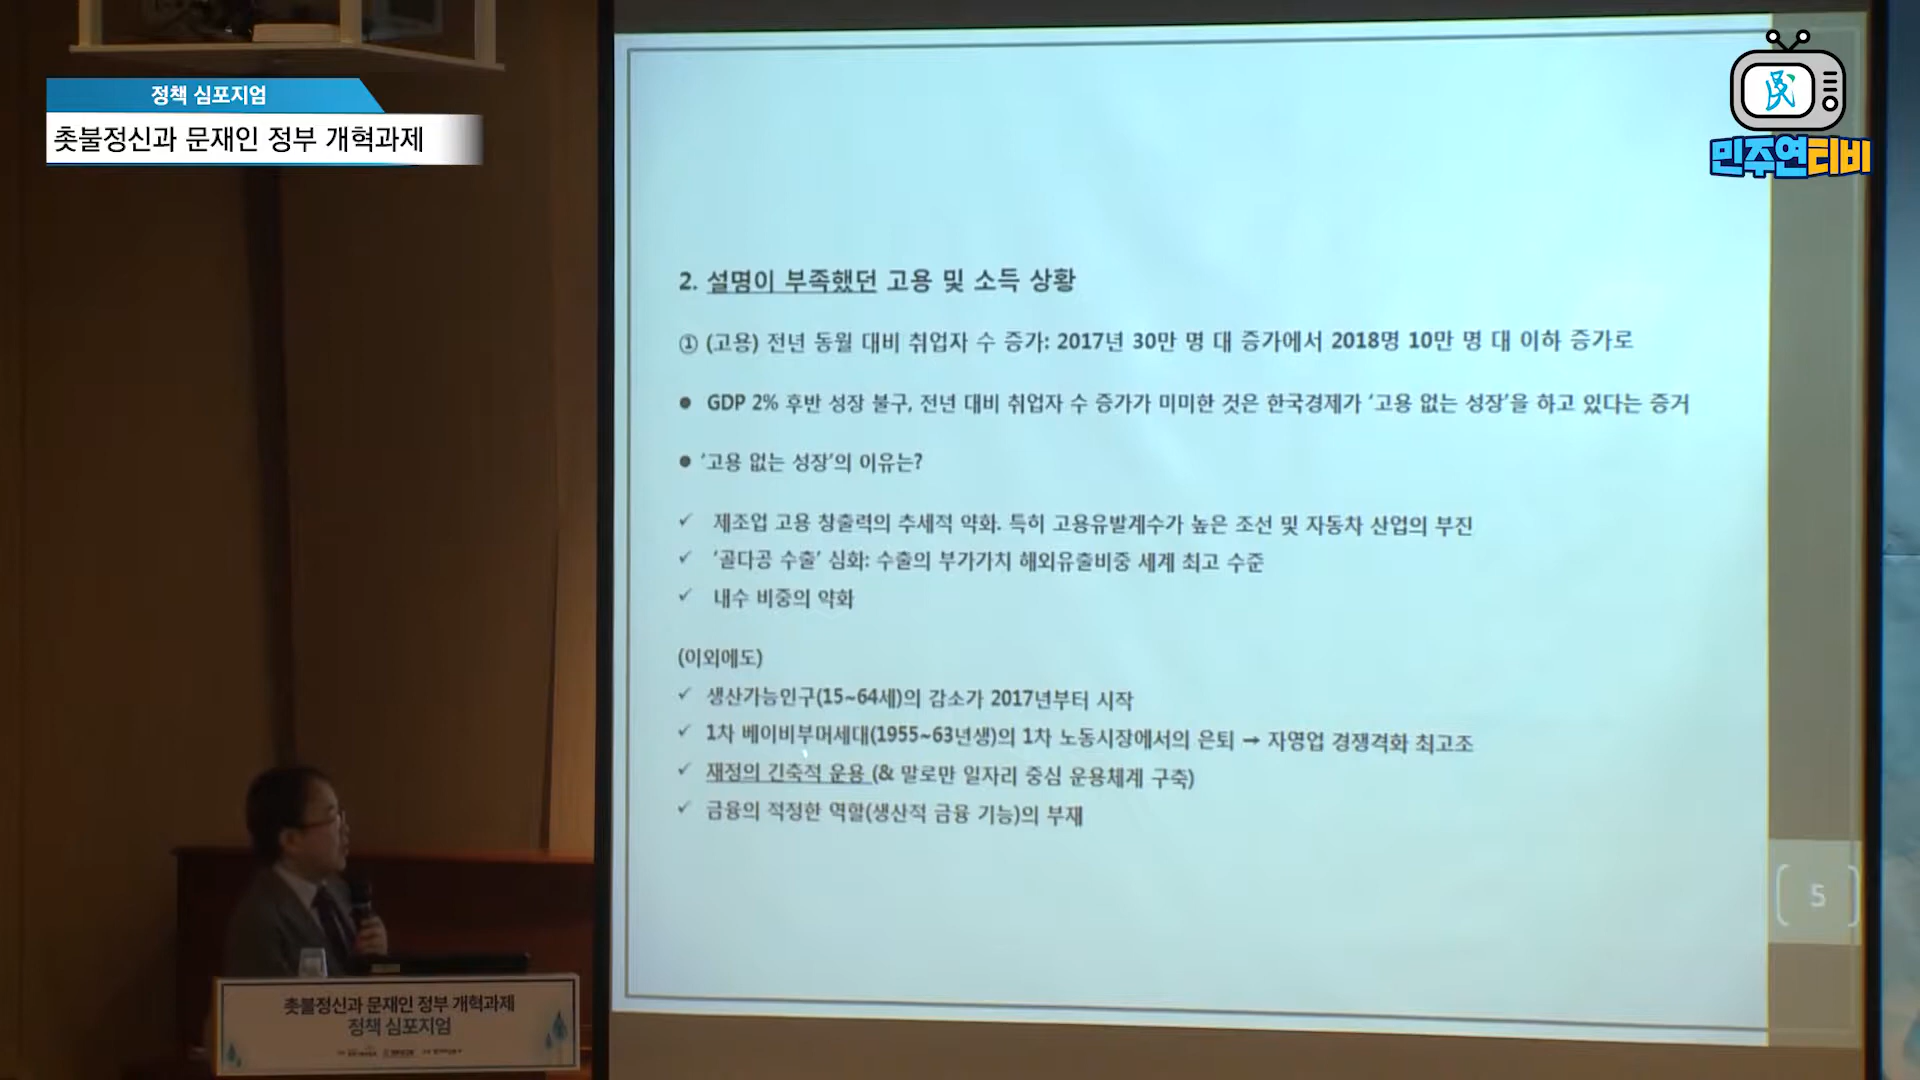 정책 심포지엄
촛불정신과 문재인 정부 개혁과제
民
민주연티비
2. 설명이 부족했던 고용 및 소득 상황
① (고용) 전년 동월 대비 취업자 수 증가: 2017년 30만 명 대 증가에서 2018명 10만 명 대 이하 증가로
● GDP 2% 후반 성장 불구, 전년 대비 취업자 수 증가가 미미한 것은 한국경제가 ‘고용 없는 성장’을 하고 있다는 증거
● ‘고용 없는 성장’의 이유는?
✓ 제조업 고용 창출력의 추세적 약화. 특히 고용유발계수가 높은 조선 및 자동차 산업의 부진
✓ ‘골다공 수출’ 심화: 수출의 부가가치 해외유출비중 세계 최고 수준
✓ 내수 비중의 약화
(이외에도)
✓ 생산가능인구(15~64세)의 감소가 2017년부터 시작
✓ 1차 베이비부머세대(1955~63년생)의 1차 노동시장에서의 은퇴 → 자영업 경쟁격화 최고조
✓ 재정의 긴축적 운용 (& 말로만 일자리 중심 운용체계 구축)
✓ 금융의 적정한 역할(생산적 금융 기능)의 부재
5
촛불정신과 문재인 정부 개혁과제
정책 심포지엄